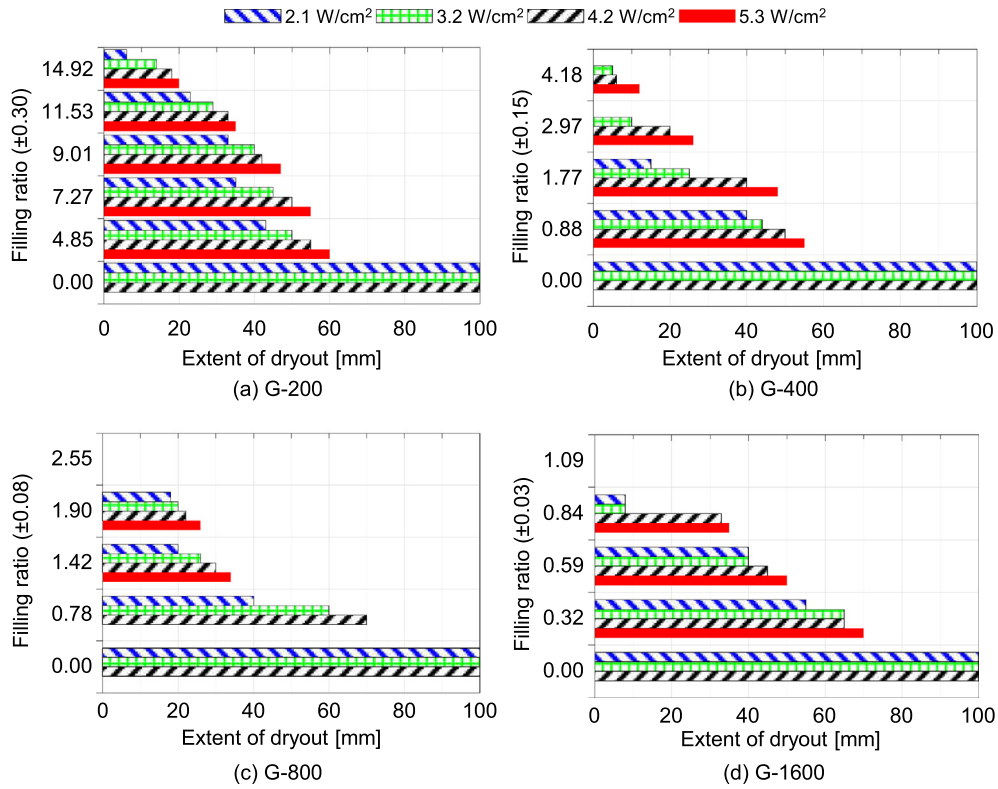 2.1 W/cm² 3.2 W/cm² 4.2 W/cm² 5.3 W/cm²
Filling ratio (±0.30)
14.92
11.53
9.01
7.27
4.85
0.00
0 20 40 60 80 100
Extent of dryout [mm]
(a) G-200
Filling ratio (±0.15)
4.18
2.97
1.77
0.88
0.00
0 20 40 60 80 100
Extent of dryout [mm]
(b) G-400
Filling ratio (±0.08)
2.55
1.90
1.42
0.78
0.00
0 20 40 60 80 100
Extent of dryout [mm]
(c) G-800
Filling ratio (±0.03)
1.09
0.84
0.59
0.32
0.00
0 20 40 60 80 100
Extent of dryout [mm]
(d) G-1600